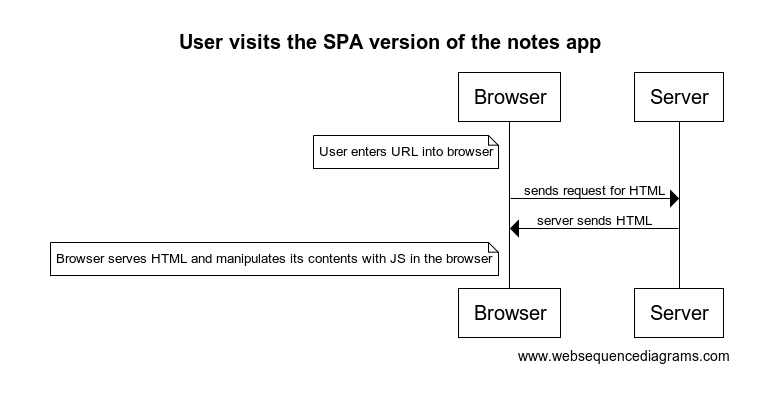 User visits the SPA version of the notes app
Browser
Server
User enters URL into browser
sends request for HTML
server sends HTML
Browser serves HTML and manipulates its contents with JS in the browser
Browser
Server
www.websequencediagrams.com